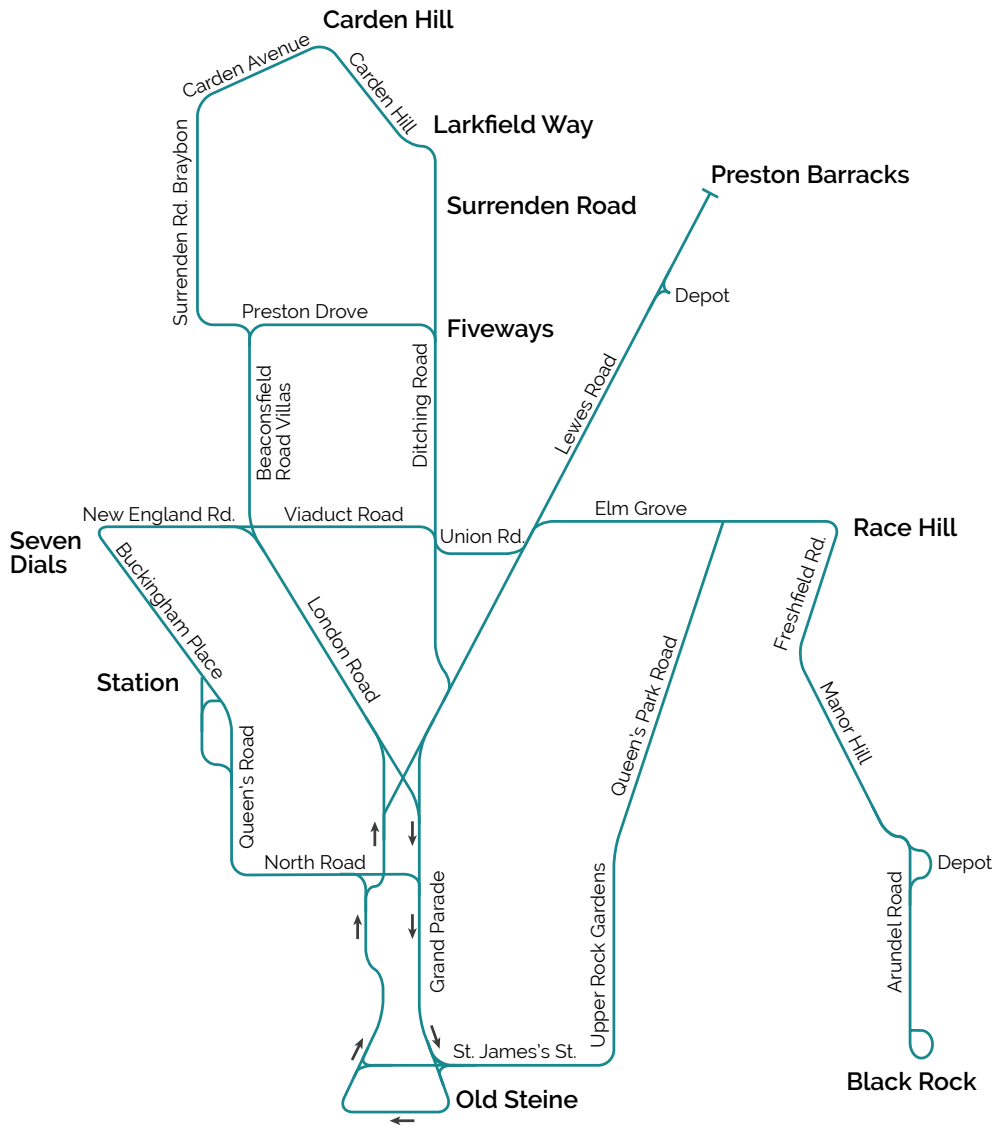 Carden Hill
Carden Avenue
Carden Hill
Larkfield Way
Surrenden Rd. Braybon
Preston Barracks
Surrenden Road
Depot
Preston Drove
Fiveways
Beaconsfield
Road Villas
Ditching Road
Lewes Road
New England Rd.
Viaduct Road
Union Rd.
Elm Grove
Race Hill
Seven
Dials
Buckingham Place
London Road
Freshfield Rd.
Station
Queen's Park Road
Manor Hill
Queen's Road
North Road
Grand Parade
Upper Rock Gardens
Depot
Arundel Road
St. James's St.
Old Steine
Black Rock